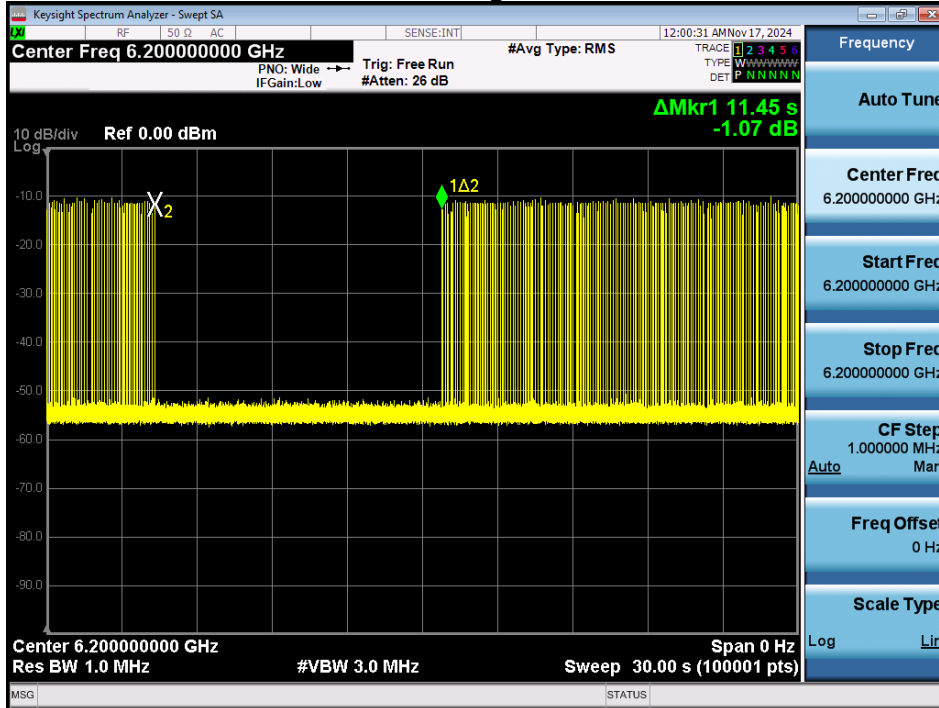 Keysight Spectrum Analyzer - Swept SA
LXI RF 50 Ω AC SENSE:INT 12:00:31 AM Nov 17, 2024
Center Freq 6.200000000 GHz
#Avg Type: RMS
TRACE 1 2 3 4 5 6
PNO: Wide
Trig: Free Run
TYPE WWWWWW
IFGain:Low
#Atten: 26 dB
DET P N N N N N
ΔMkr1 11.45 s
-1.07 dB
10 dB/div Ref 0.00 dBm
Log
1Δ2
2
-10.0
-20.0
-30.0
-40.0
-50.0
-60.0
-70.0
-80.0
-90.0
Center 6.200000000 GHz Span 0 Hz
Res BW 1.0 MHz #VBW 3.0 MHz Sweep 30.00 s (100001 pts)
MSG STATUS
Frequency
Auto Tune
Center Freq
6.200000000 GHz
Start Freq
6.200000000 GHz
Stop Freq
6.200000000 GHz
CF Step
1.000000 MHz
Auto Man
Freq Offset
0 Hz
Scale Type
Log Lin